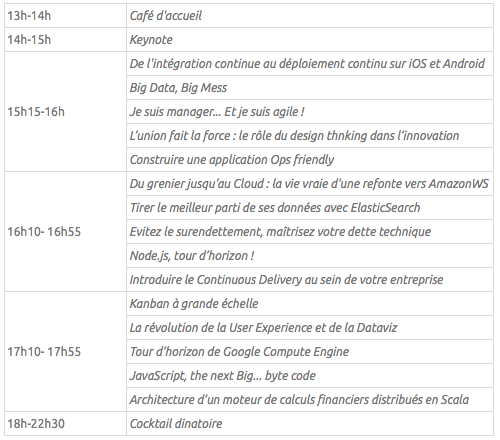 13h-14h Café d'accueil
14h-15h Keynote
15h15-16h De l'intégration continue au déploiement continu sur iOS et Android
Big Data, Big Mess
Je suis manager... Et je suis agile !
L'union fait la force : le rôle du design thnking dans l'innovation
Construire une application Ops friendly
16h10- 16h55 Du grenier jusqu'au Cloud : la vie vraie d'une refonte vers AmazonWS
Tirer le meilleur parti de ses données avec ElasticSearch
Evitez le surendettement, maîtrisez votre dette technique
Node.js, tour d'horizon !
Introduire le Continuous Delivery au sein de votre entreprise
17h10- 17h55 Kanban à grande échelle
La révolution de la User Experience et de la Dataviz
Tour d'horizon de Google Compute Engine
JavaScript, the next Big... byte code
Architecture d'un moteur de calculs financiers distribués en Scala
18h-22h30 Cocktail dinatoire